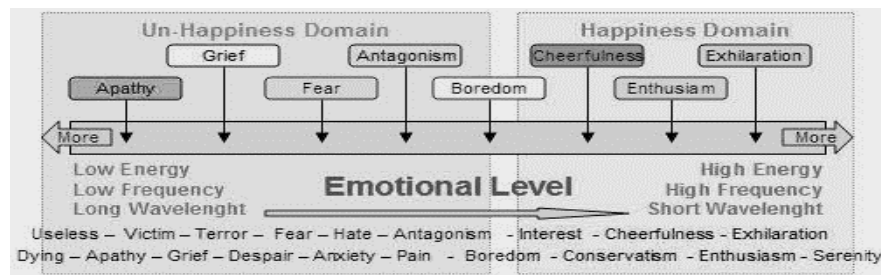 Un-Happiness Domain Happiness Domain
Grief Antagonism Cheerfulness Exhilaration
Apathy Fear Boredom Enthusiam
More More
Low Energy High Energy
Low Frequency Emotional Level High Frequency
Long Wavelenght Short Wavelenght
Useless – Victim – Terror – Fear – Hate – Antagonism - Interest - Cheerfulness - Exhilaration
Dying – Apathy – Grief – Despair – Anxiety – Pain - Boredom - Conservatism - Enthusiasm - Serenity